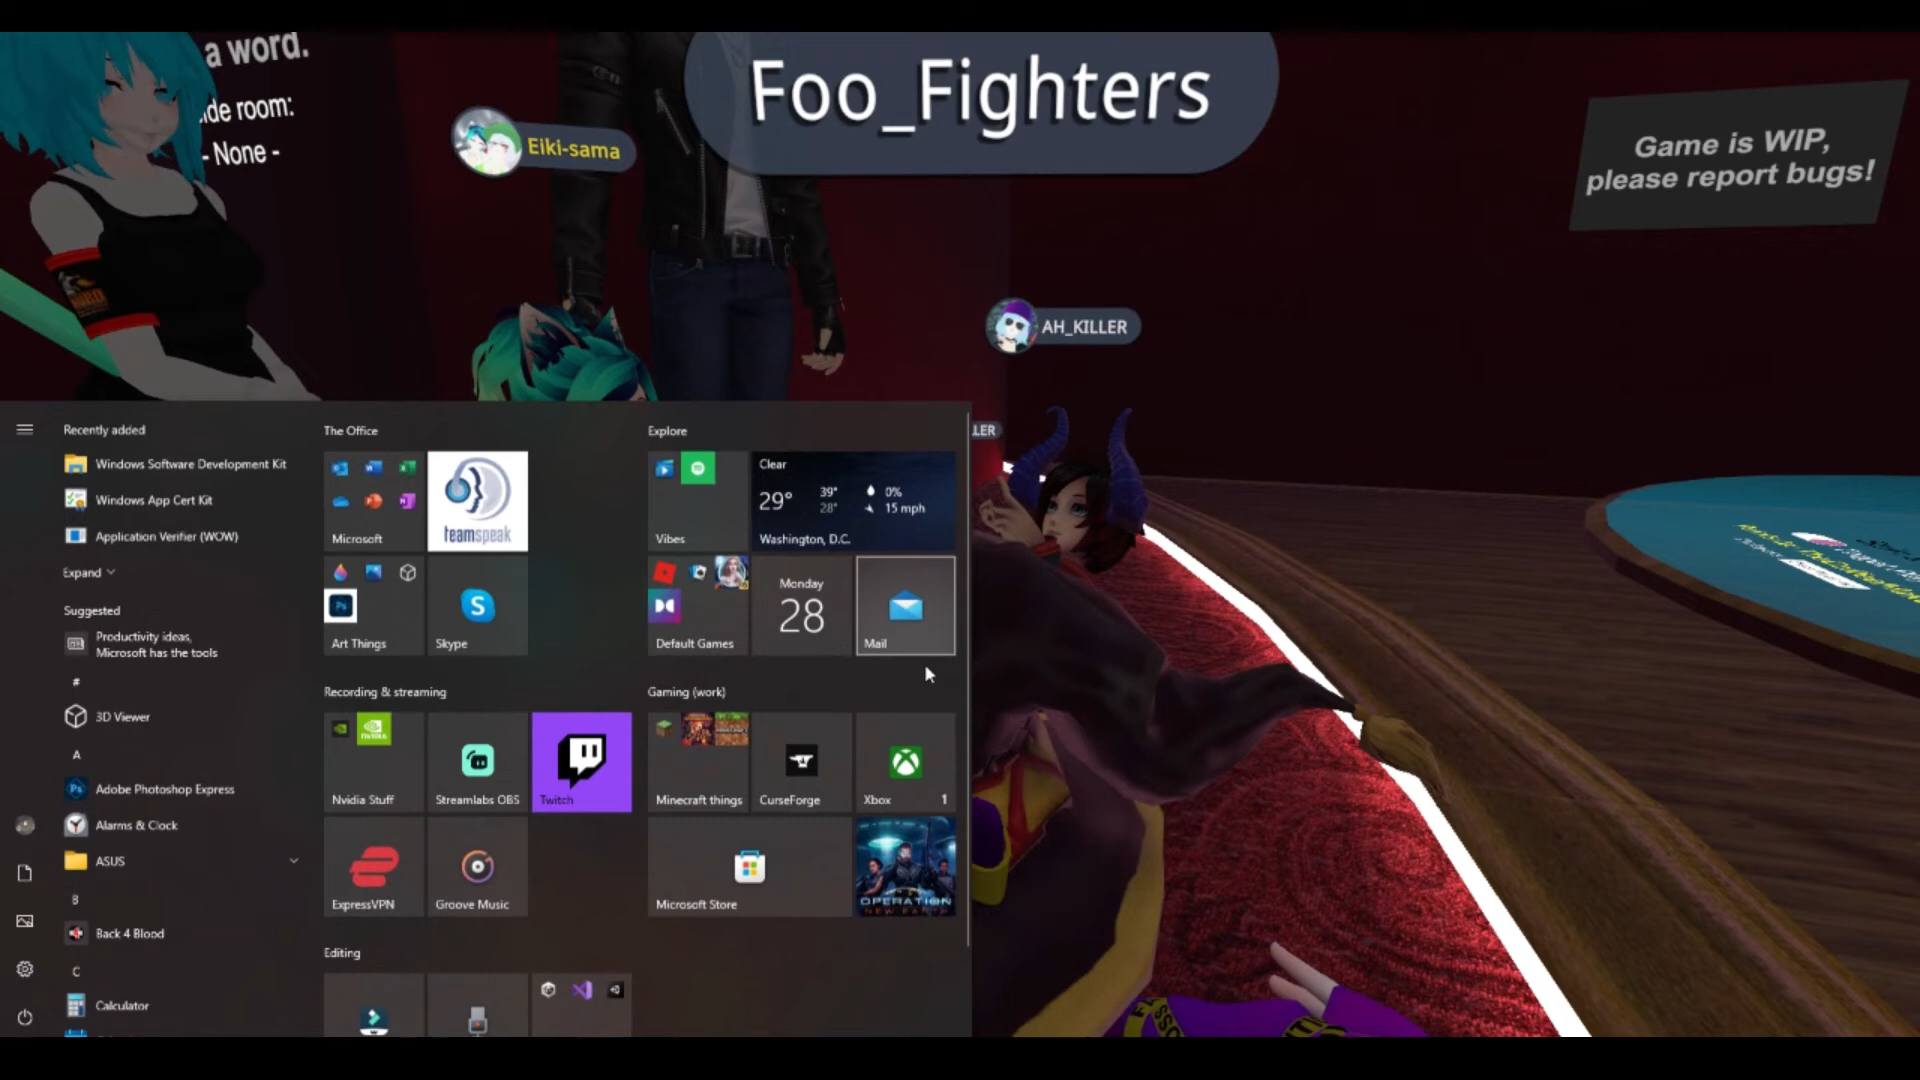 a word.
ide room:
- None -
Eiki-sama
Foo_Fighters
Game is WIP,
please report bugs!
AH_KILLER
LLER
Recently added
Windows Software Development Kit
Windows App Cert Kit
Application Verifier (WOW)
Expand
Suggested
Productivity ideas,
Microsoft has the tools
#
3D Viewer
A
Adobe Photoshop Express
Alarms & Clock
ASUS
B
Back 4 Blood
C
Calculator
The Office
Microsoft
teamspeak
Art Things
Skype
Explore
Vibes
Clear
29°
39°
28°
0%
15 mph
Washington, D.C.
Default Games
Monday
28
Mail
Recording & streaming
Nvidia Stuff
Streamlabs OBS
Twitch
ExpressVPN
Groove Music
Gaming (work)
Minecraft things
CurseForge
Xbox
1
Microsoft Store
OPERATION
NEW EARTH
Editing